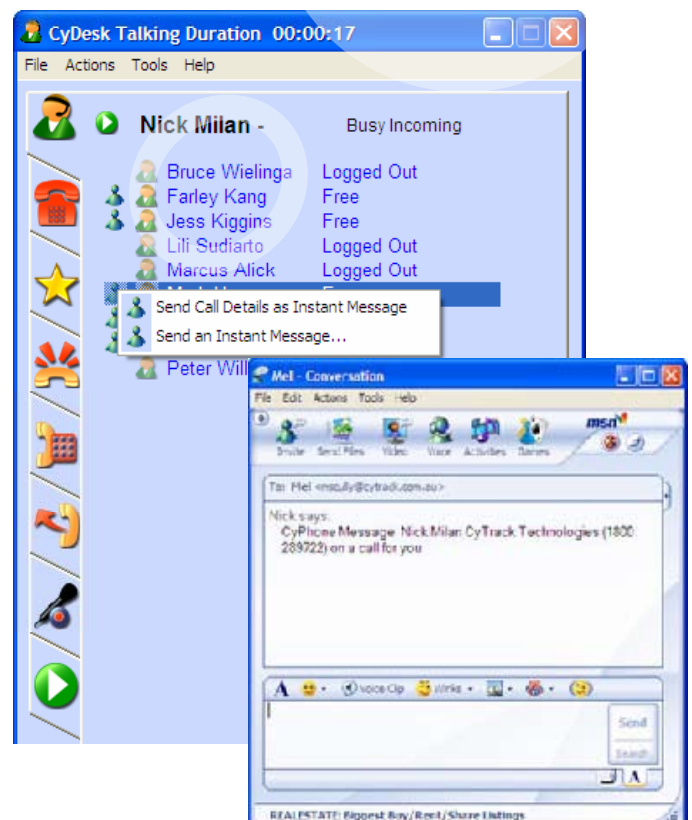 CyDesk Talking Duration 00:00:17
File Actions Tools Help
Nick Milan - Busy Incoming
Bruce Wielinga Logged Out
Farley Kang Free
Jess Kiggins Free
Lili Sudiarto Logged Out
Marcus Alick Logged Out
Send Call Details as Instant Message
Send an Instant Message...
Peter Will
Mel - Conversation
File Edit Actions Tools Help
msn
Invite Send Files Video Voice Activities Games
To: Mel <mscully@cytrack.com.au>
Nick says:
CyPhone Message: Nick Milan CyTrack Technologies (1800
289722) on a call for you
A Voice Clip Winks
Send
Search
A
REALESTATE: Biggest Buy/Rent/Share Listings